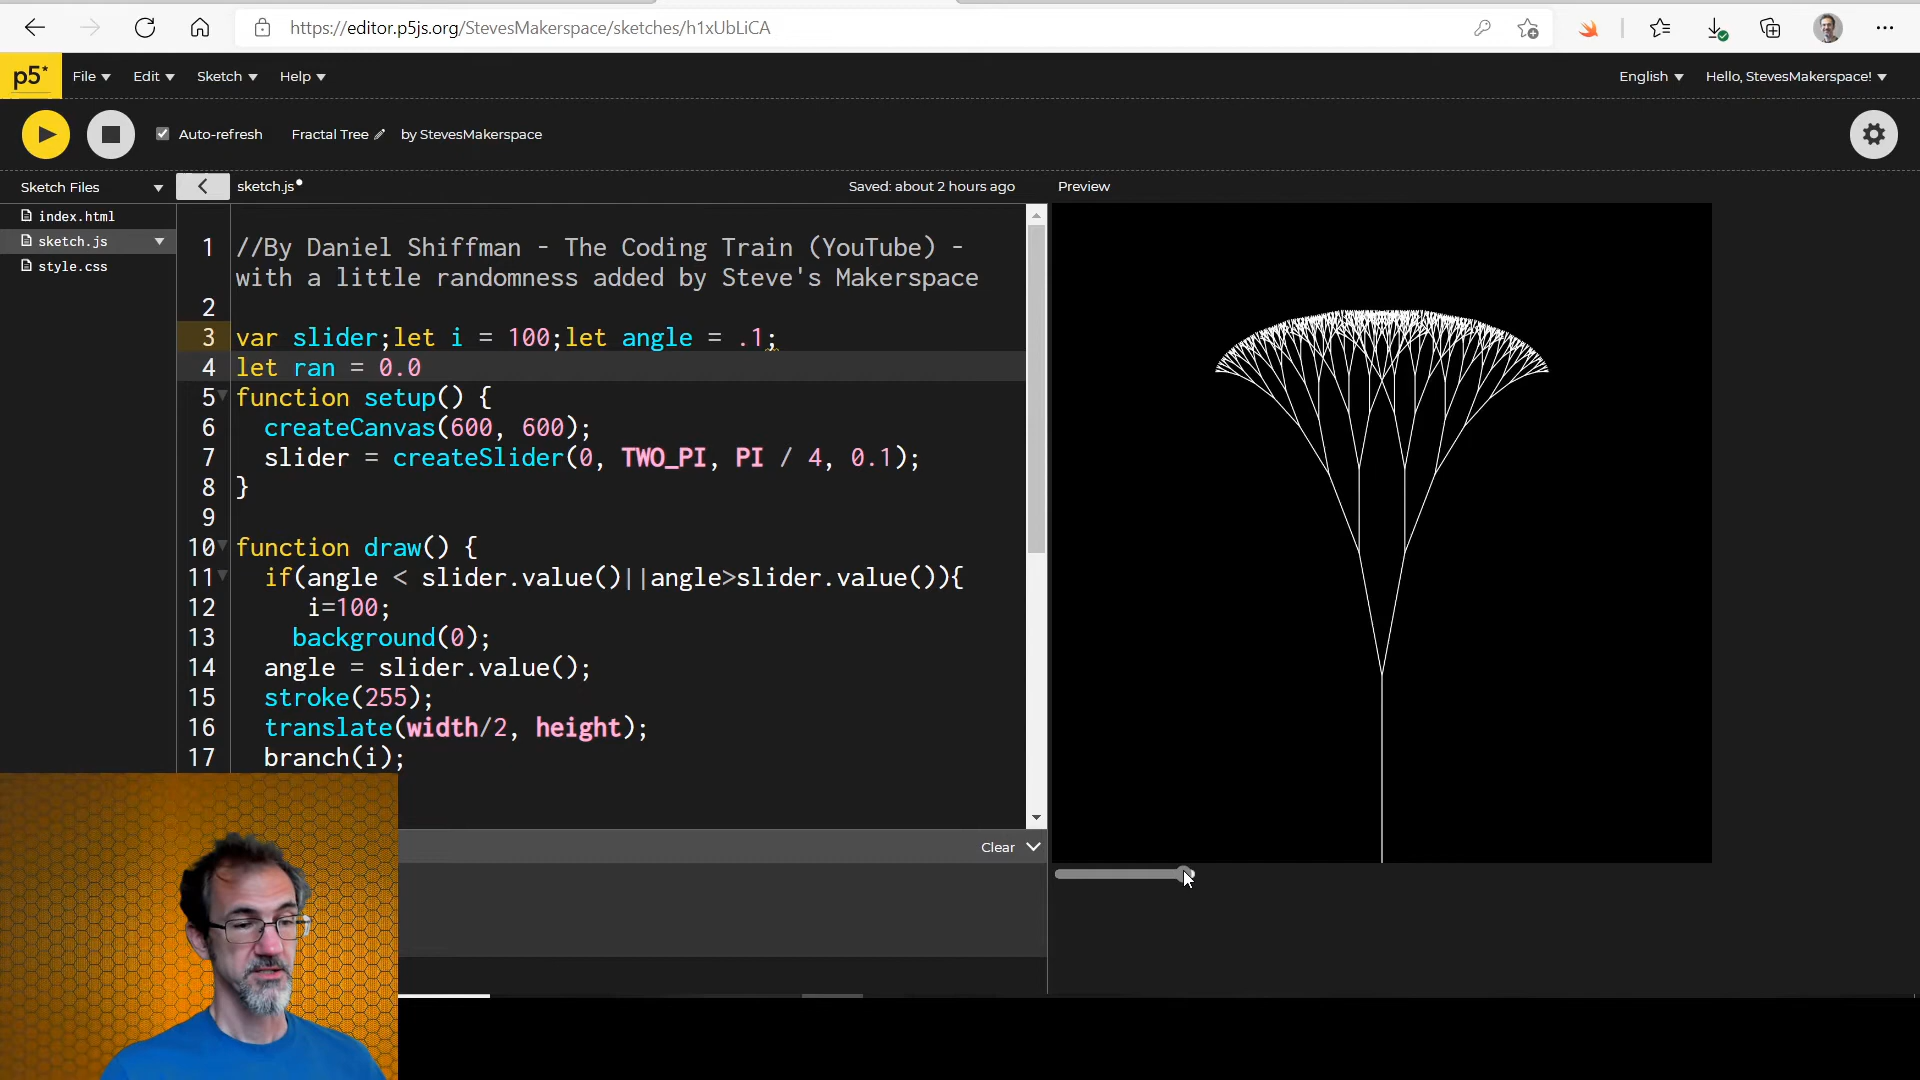 https://editor.p5js.org/StevesMakerspace/sketches/h1xUbLiCA
p5* File Edit Sketch Help English Hello, StevesMakerspace!
Auto-refresh Fractal Tree by StevesMakerspace
Sketch Files sketch.js Saved: about 2 hours ago Preview
index.html
sketch.js
style.css
1 //By Daniel Shiffman - The Coding Train (YouTube) -
with a little randomness added by Steve's Makerspace
2
3 var slider;let i = 100;let angle = .1;
4 let ran = 0.0
5 function setup() {
6 createCanvas(600, 600);
7 slider = createSlider(0, TWO_PI, PI / 4, 0.1);
8 }
9
10 function draw() {
11 if(angle < slider.value()||angle>slider.value()){
12 i=100;
13 background(0);
14 angle = slider.value();
15 stroke(255);
16 translate(width/2, height);
17 branch(i);
Clear